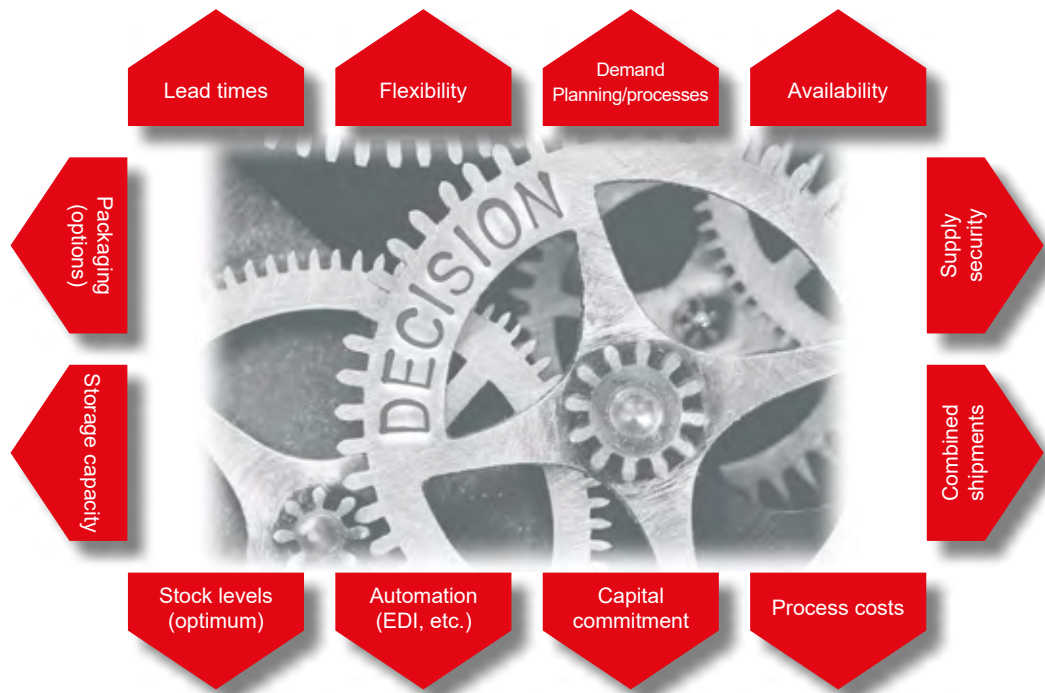 Lead times
Flexibility
Demand
Planning/processes
Availability
Packaging
(options)
Supply
security
DECISION
Storage capacity
Combined
shipments
Stock levels
(optimum)
Automation
(EDI, etc.)
Capital
commitment
Process costs